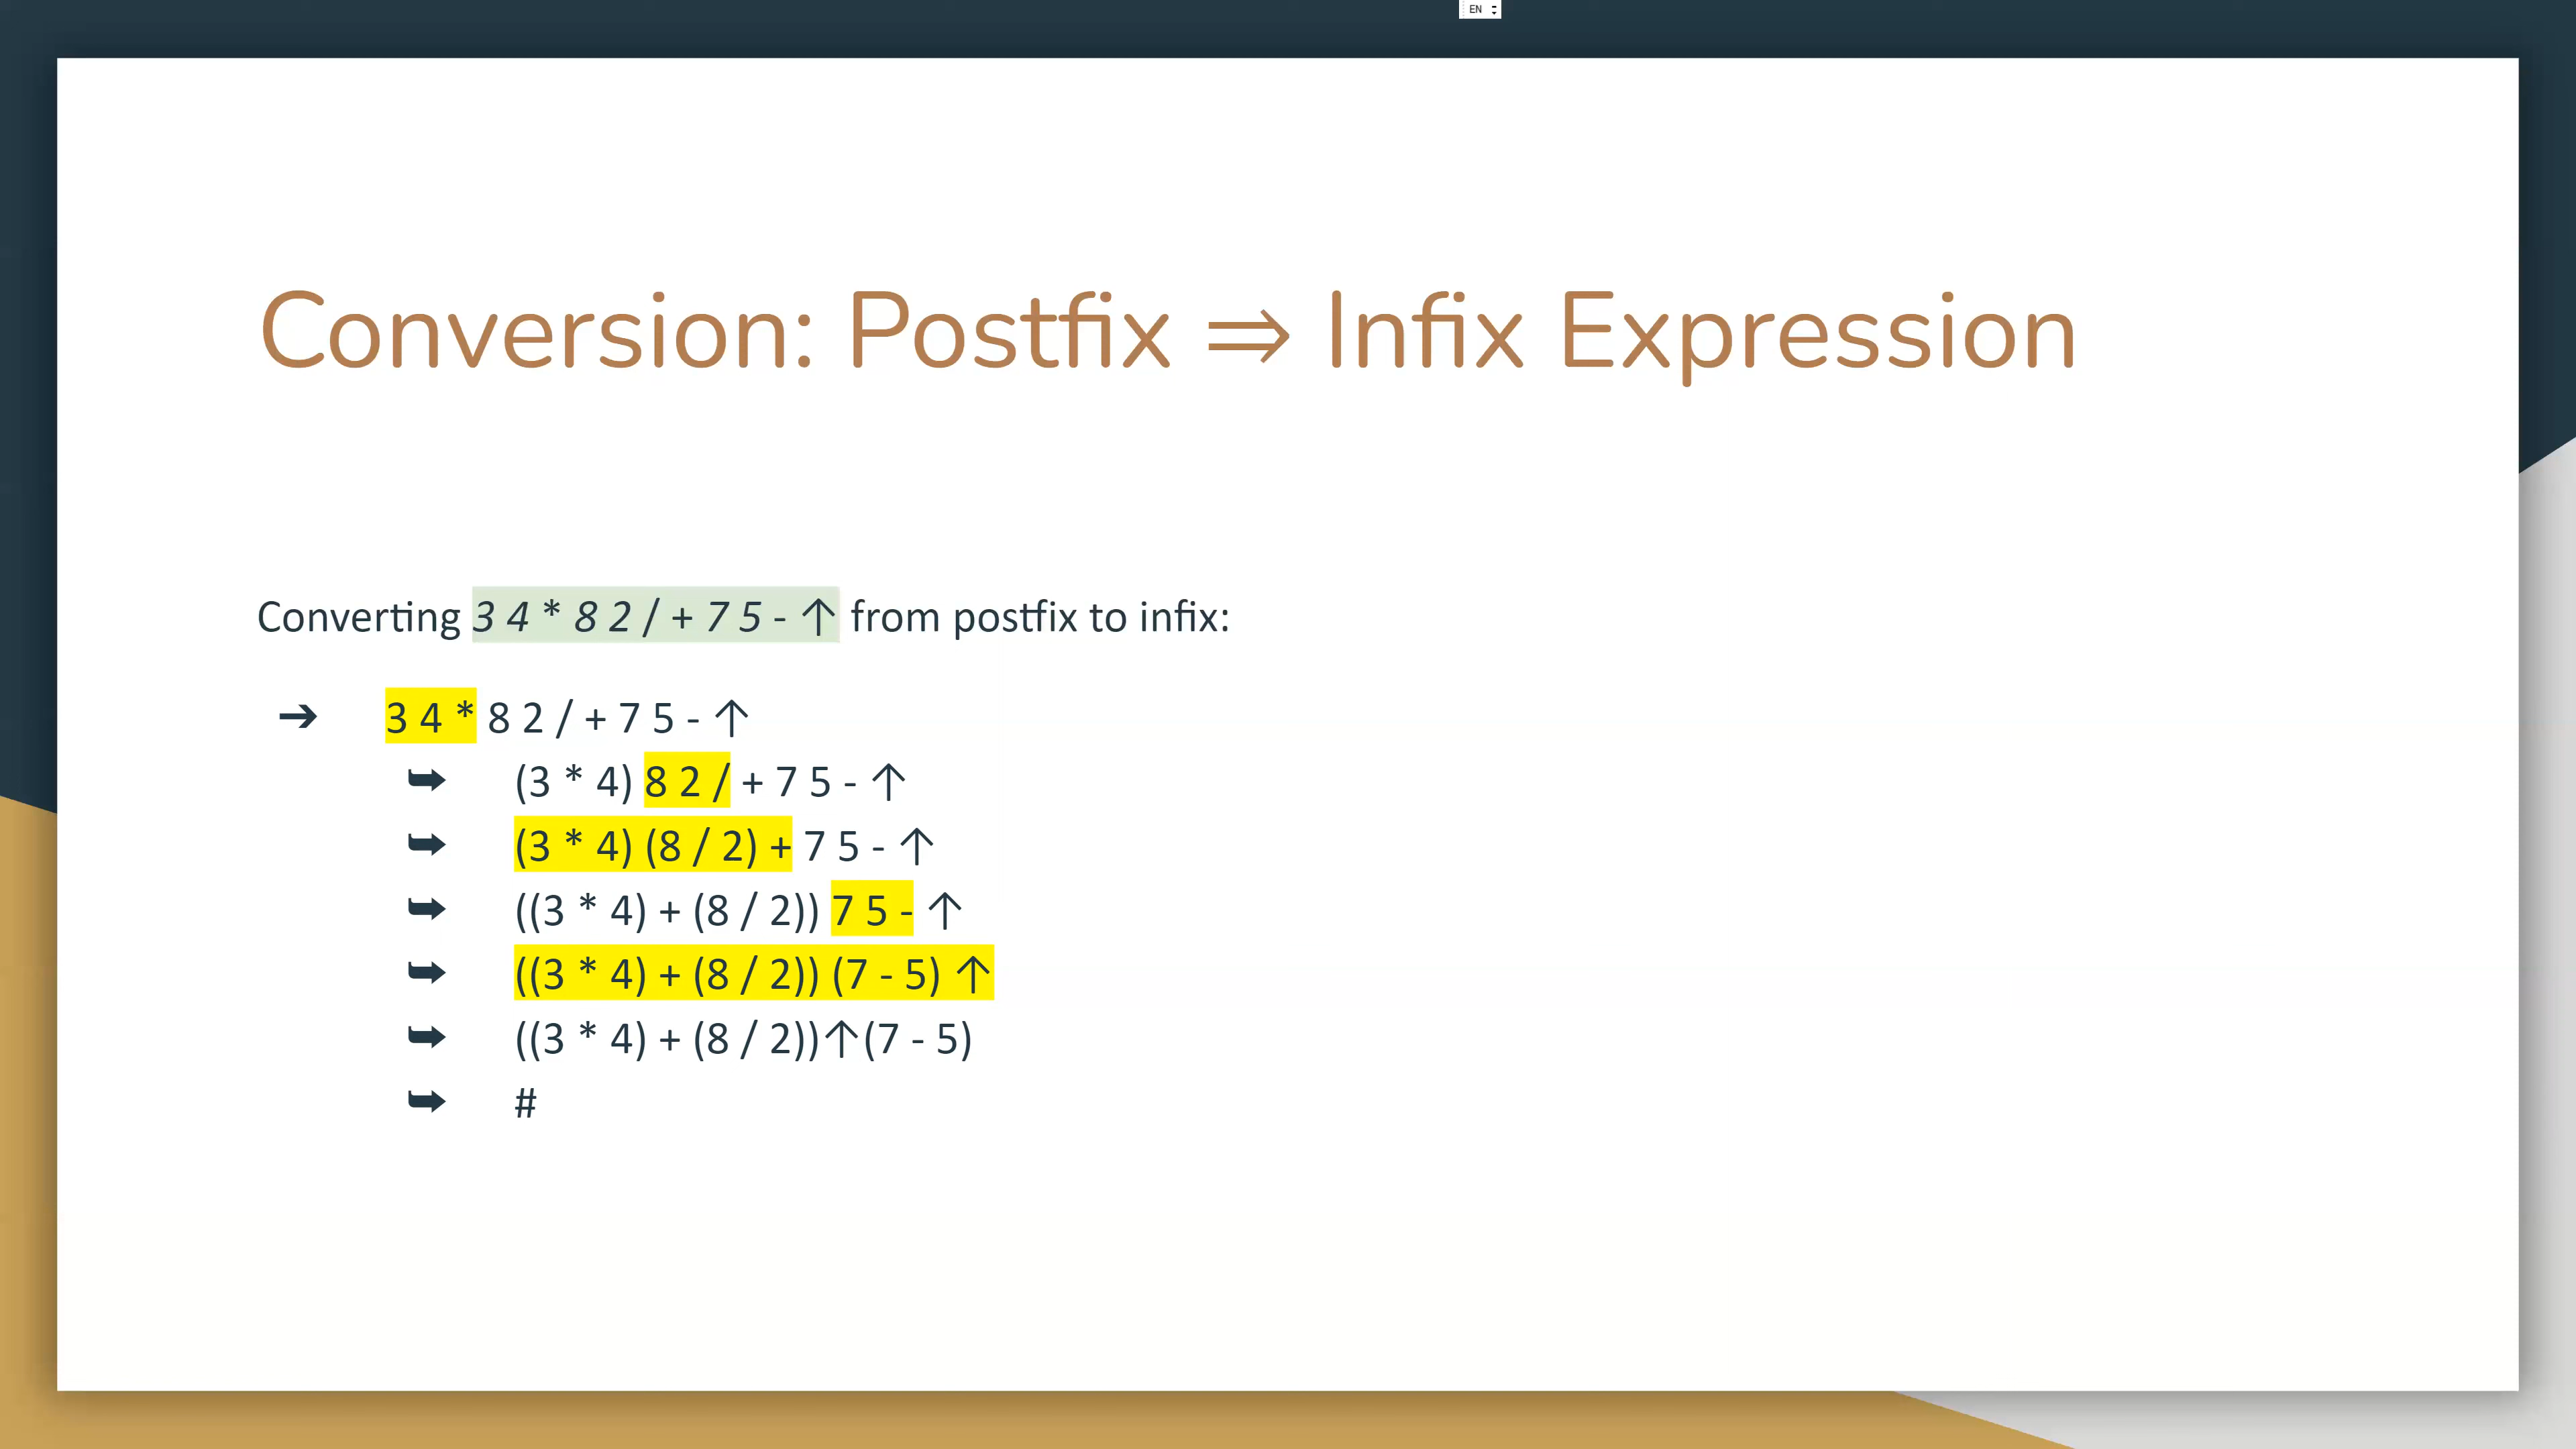 EN
Conversion: Postfix ⇒ Infix Expression
Converting 3 4 * 8 2 / + 7 5 - ↑ from postfix to infix:
➔ 3 4 * 8 2 / + 7 5 - ↑
➥ (3 * 4) 8 2 / + 7 5 - ↑
➥ (3 * 4) (8 / 2) + 7 5 - ↑
➥ ((3 * 4) + (8 / 2)) 7 5 - ↑
➥ ((3 * 4) + (8 / 2)) (7 - 5) ↑
➥ ((3 * 4) + (8 / 2))↑(7 - 5)
➥ #